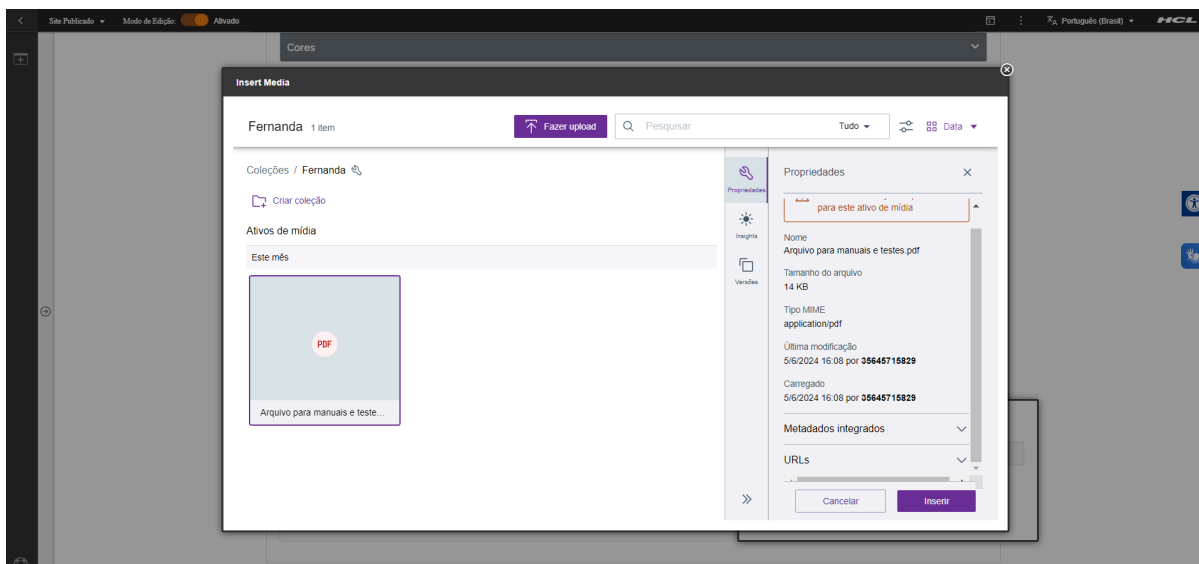 Site Publicado
Modo de Edição:
Ativado
Português (Brasil)
HCL
Cores
Insert Media
Fernanda 1 item
Fazer upload
Pesquisar
Tudo
Data
Coleções / Fernanda
Criar coleção
Ativos de mídia
Este mês
PDF
Arquivo para manuais e teste...
Propriedades
Insights
Versões
Propriedades
para este ativo de mídia
Nome
Arquivo para manuais e testes.pdf
Tamanho do arquivo
14 KB
Tipo MIME
application/pdf
Última modificação
5/6/2024 16:08 por 35645715829
Carregado
5/6/2024 16:08 por 35645715829
Metadados integrados
URLs
Cancelar
Inserir